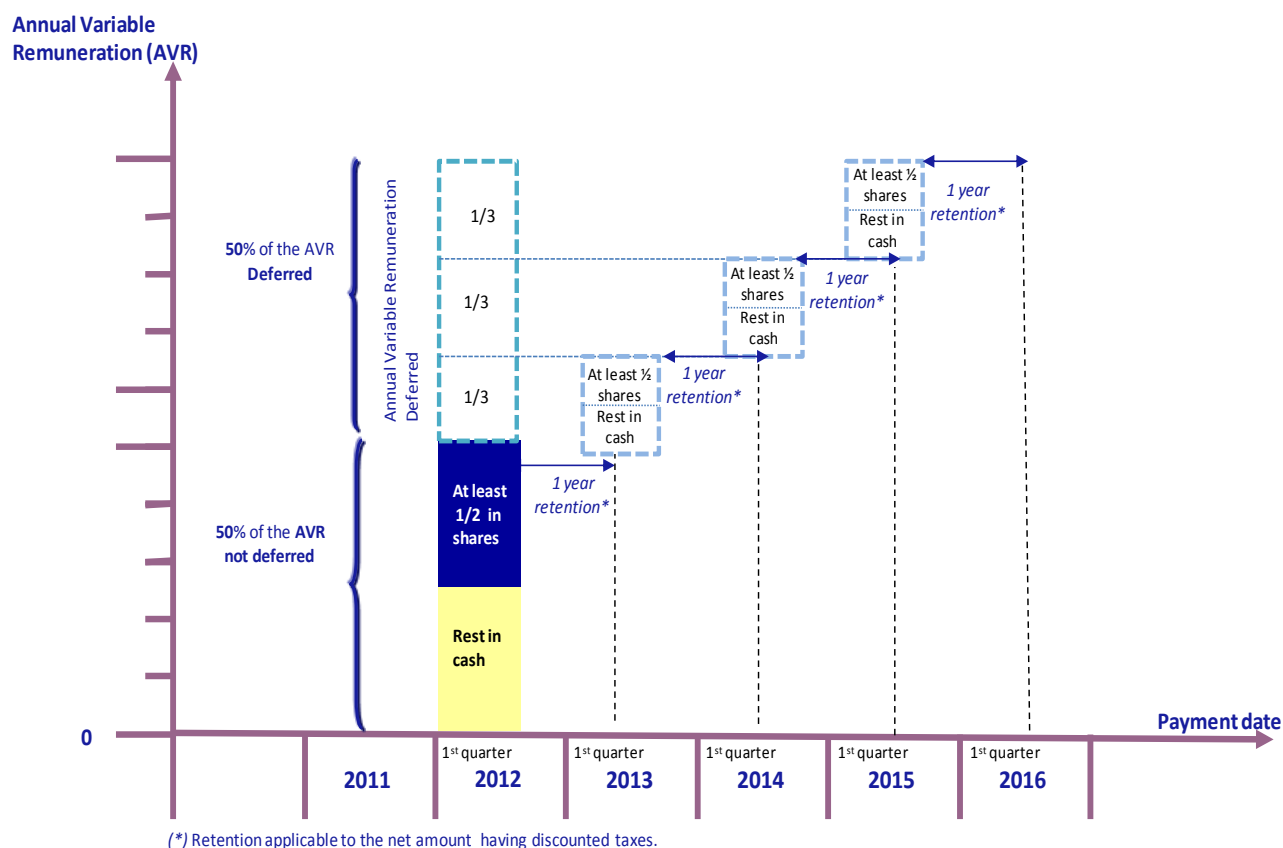 Annual Variable
Remuneration (AVR)
50% of the AVR
Deferred
Annual Variable Remuneration
Deferred
1/3
1/3
1/3
At least ½
shares
Rest in
cash
1 year
retention*
At least ½
shares
Rest in
cash
1 year
retention*
At least ½
shares
Rest in
cash
1 year
retention*
50% of the AVR
not deferred
At least
1/2 in
shares
1 year
retention*
Rest in
cash
0
Payment date
2011
1st quarter
2012
1st quarter
2013
1st quarter
2014
1st quarter
2015
1st quarter
2016
(*) Retention applicable to the net amount having discounted taxes.